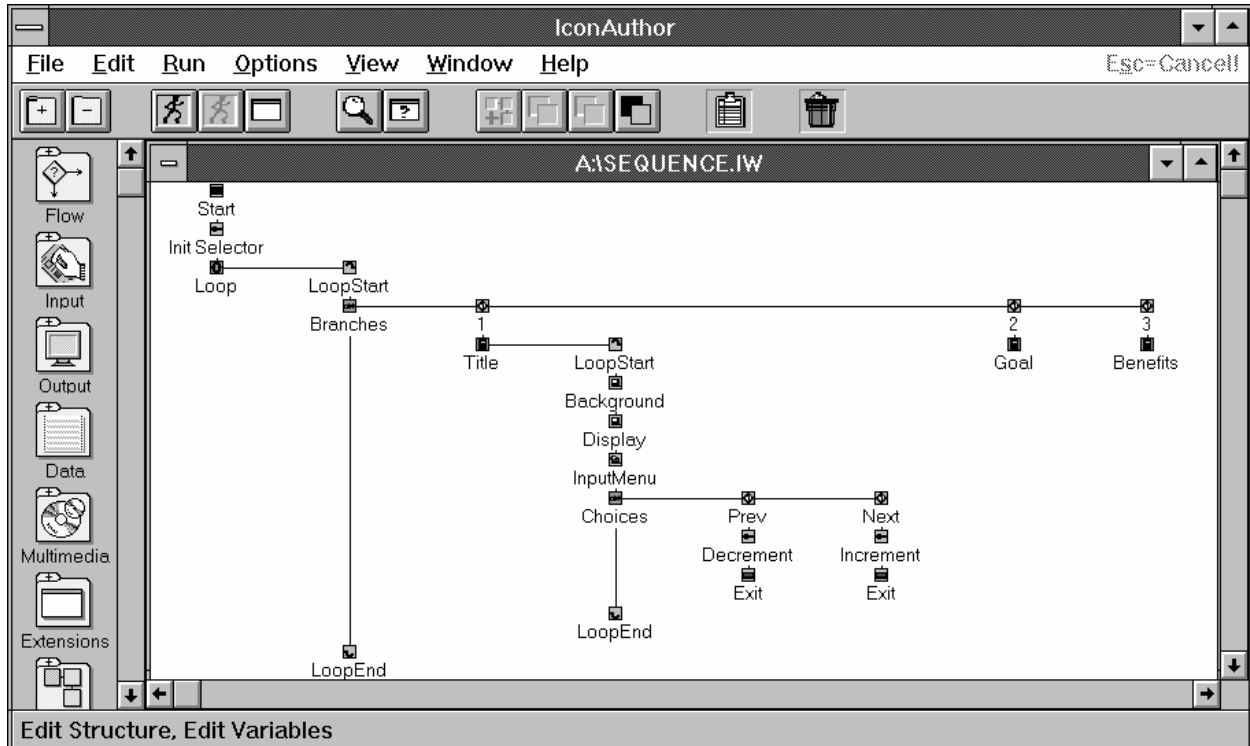 IconAuthor
File Edit Run Options View Window Help Esc=Cancel!
A:\SEQUENCE.IW
Flow
Input
Output
Data
Multimedia
Extensions
Start
Init Selector
Loop LoopStart
Branches 1 2 3
Title LoopStart Goal Benefits
Background
Display
InputMenu
Choices Prev Next
Decrement Increment
Exit Exit
LoopEnd
LoopEnd
Edit Structure, Edit Variables